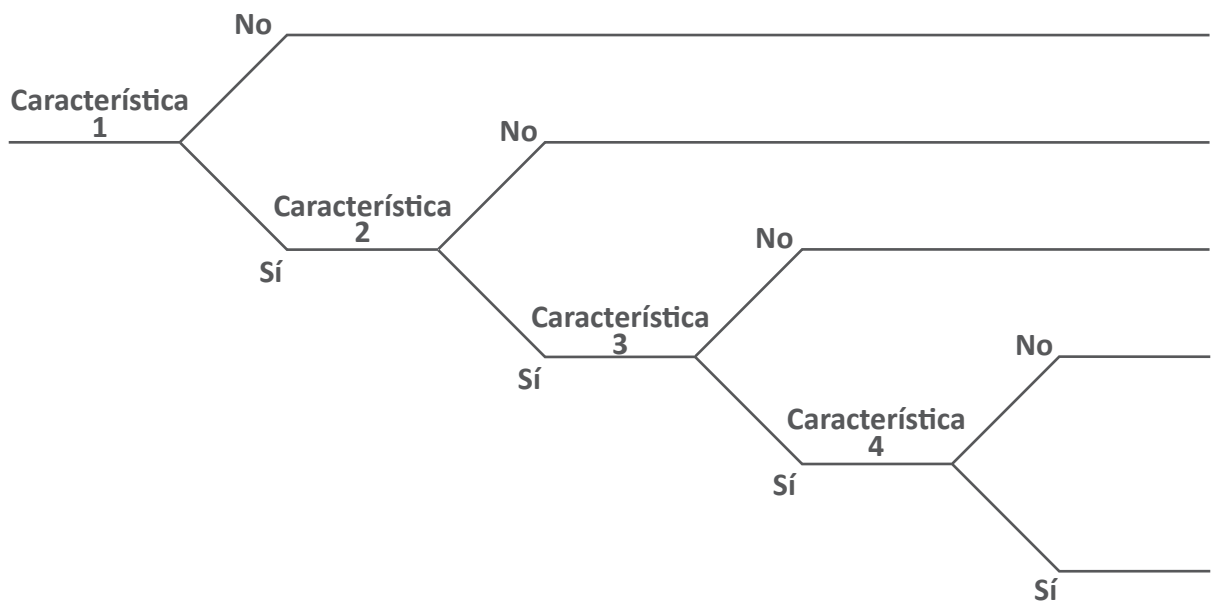 No
Característica
1
No
Característica
2
Sí
No
Característica
3
Sí
No
Característica
4
Sí
Sí